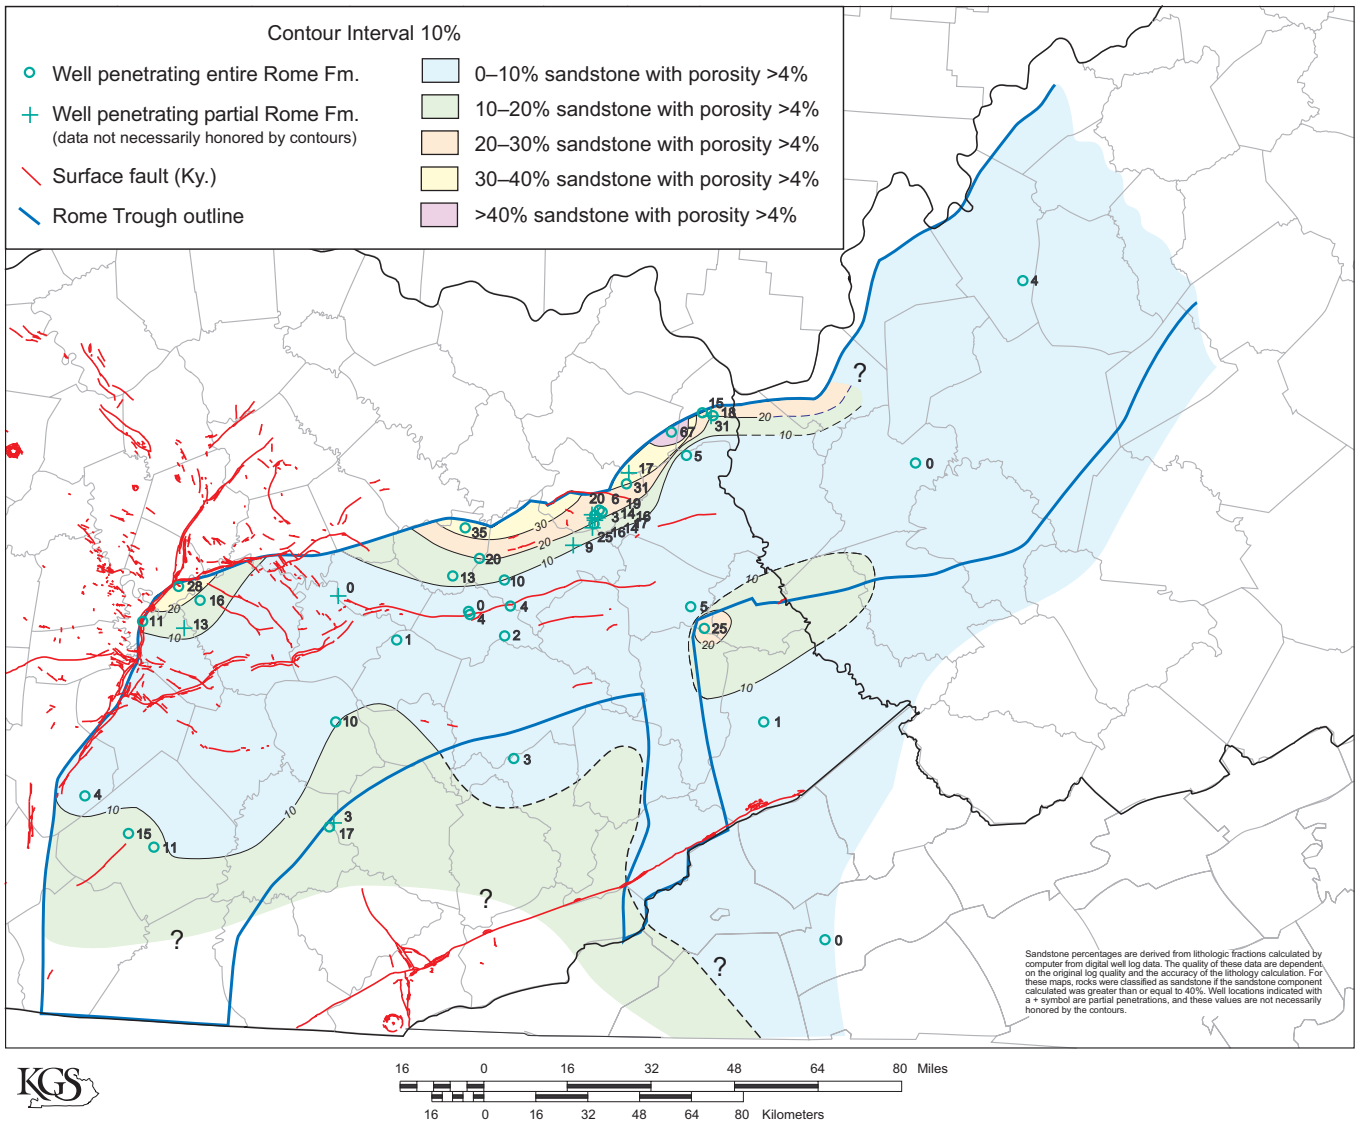 Contour Interval 10%
Well penetrating entire Rome Fm.
Well penetrating partial Rome Fm.
(data not necessarily honored by contours)
Surface fault (Ky.)
Rome Trough outline
0–10% sandstone with porosity >4%
10–20% sandstone with porosity >4%
20–30% sandstone with porosity >4%
30–40% sandstone with porosity >4%
>40% sandstone with porosity >4%
4
?
15
18
20
31
10
67
5
0
17
31
20 6 19
3 14 16
17
25 16 14
35
30
20
10
9
20
13
10
0
28
16
20
11
13
10
0
4
4
2
1
10
5
25
20
10
1
10
3
4
10
10
15
11
3
17
?
?
?
0
Sandstone percentages are derived from lithologic fractions calculated by
computer from digital well log data. The quality of these data are dependent
on the original log quality and the accuracy of the lithology calculation. For
these maps, rocks were classified as sandstone if the sandstone component
calculated was greater than or equal to 40%. Well locations indicated with
a + symbol are partial penetrations, and these values are not necessarily
honored by the contours.
KGS
16 0 16 32 48 64 80 Miles
16 0 16 32 48 64 80 Kilometers